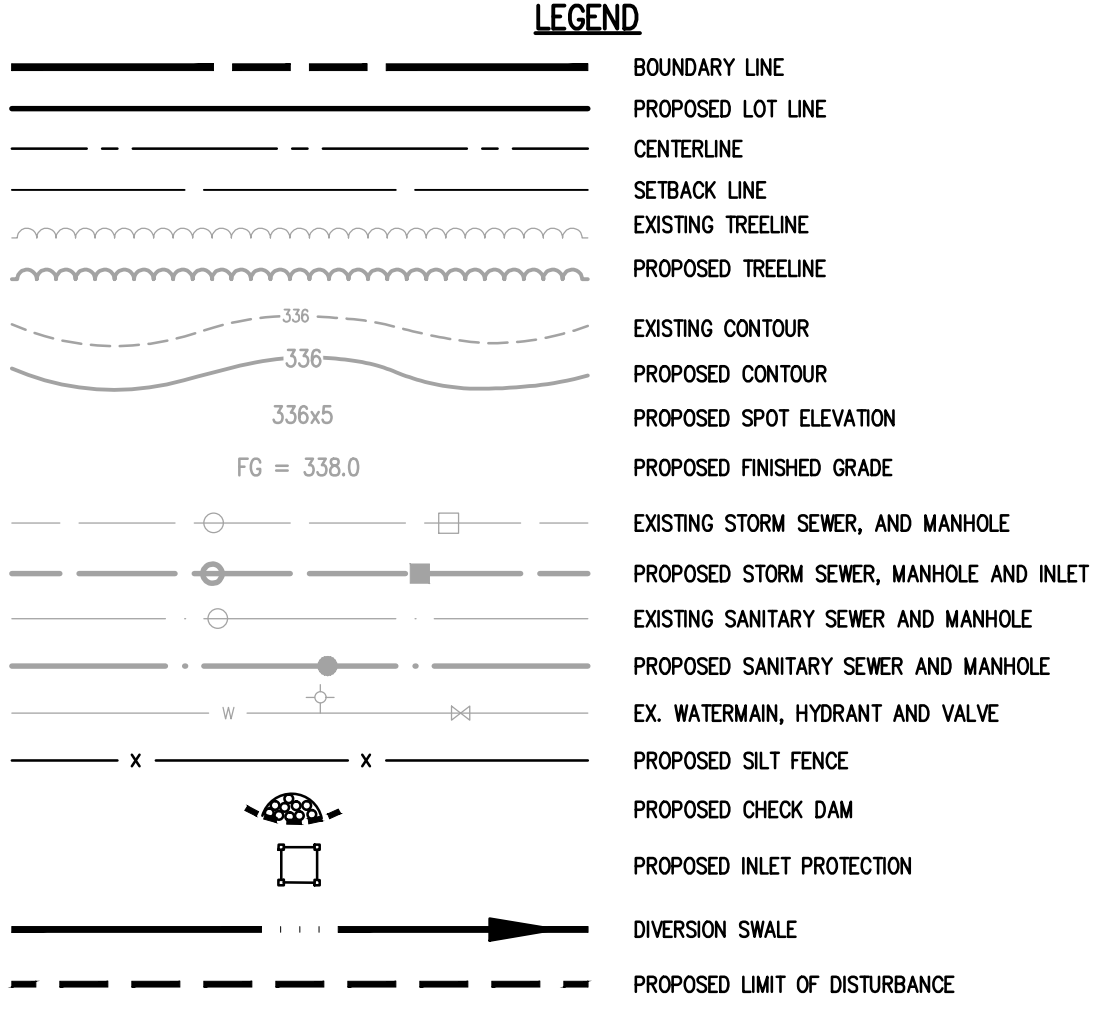 LEGEND
BOUNDARY LINE
PROPOSED LOT LINE
CENTERLINE
SETBACK LINE
EXISTING TREELINE
PROPOSED TREELINE
336 EXISTING CONTOUR
336 PROPOSED CONTOUR
336x5 PROPOSED SPOT ELEVATION
FG = 338.0 PROPOSED FINISHED GRADE
EXISTING STORM SEWER, AND MANHOLE
PROPOSED STORM SEWER, MANHOLE AND INLET
EXISTING SANITARY SEWER AND MANHOLE
PROPOSED SANITARY SEWER AND MANHOLE
W EX. WATERMAIN, HYDRANT AND VALVE
X X PROPOSED SILT FENCE
PROPOSED CHECK DAM
PROPOSED INLET PROTECTION
DIVERSION SWALE
PROPOSED LIMIT OF DISTURBANCE